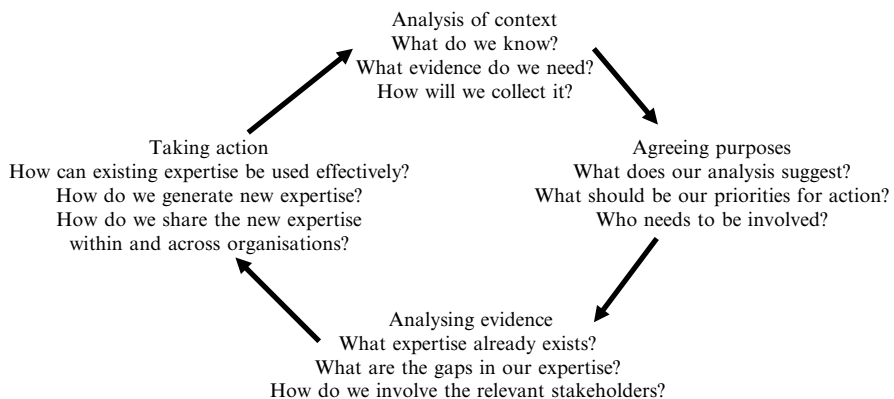 Analysis of context
What do we know?
What evidence do we need?
How will we collect it?
Agreeing purposes
What does our analysis suggest?
What should be our priorities for action?
Who needs to be involved?
Analysing evidence
What expertise already exists?
What are the gaps in our expertise?
How do we involve the relevant stakeholders?
Taking action
How can existing expertise be used effectively?
How do we generate new expertise?
How do we share the new expertise
within and across organisations?